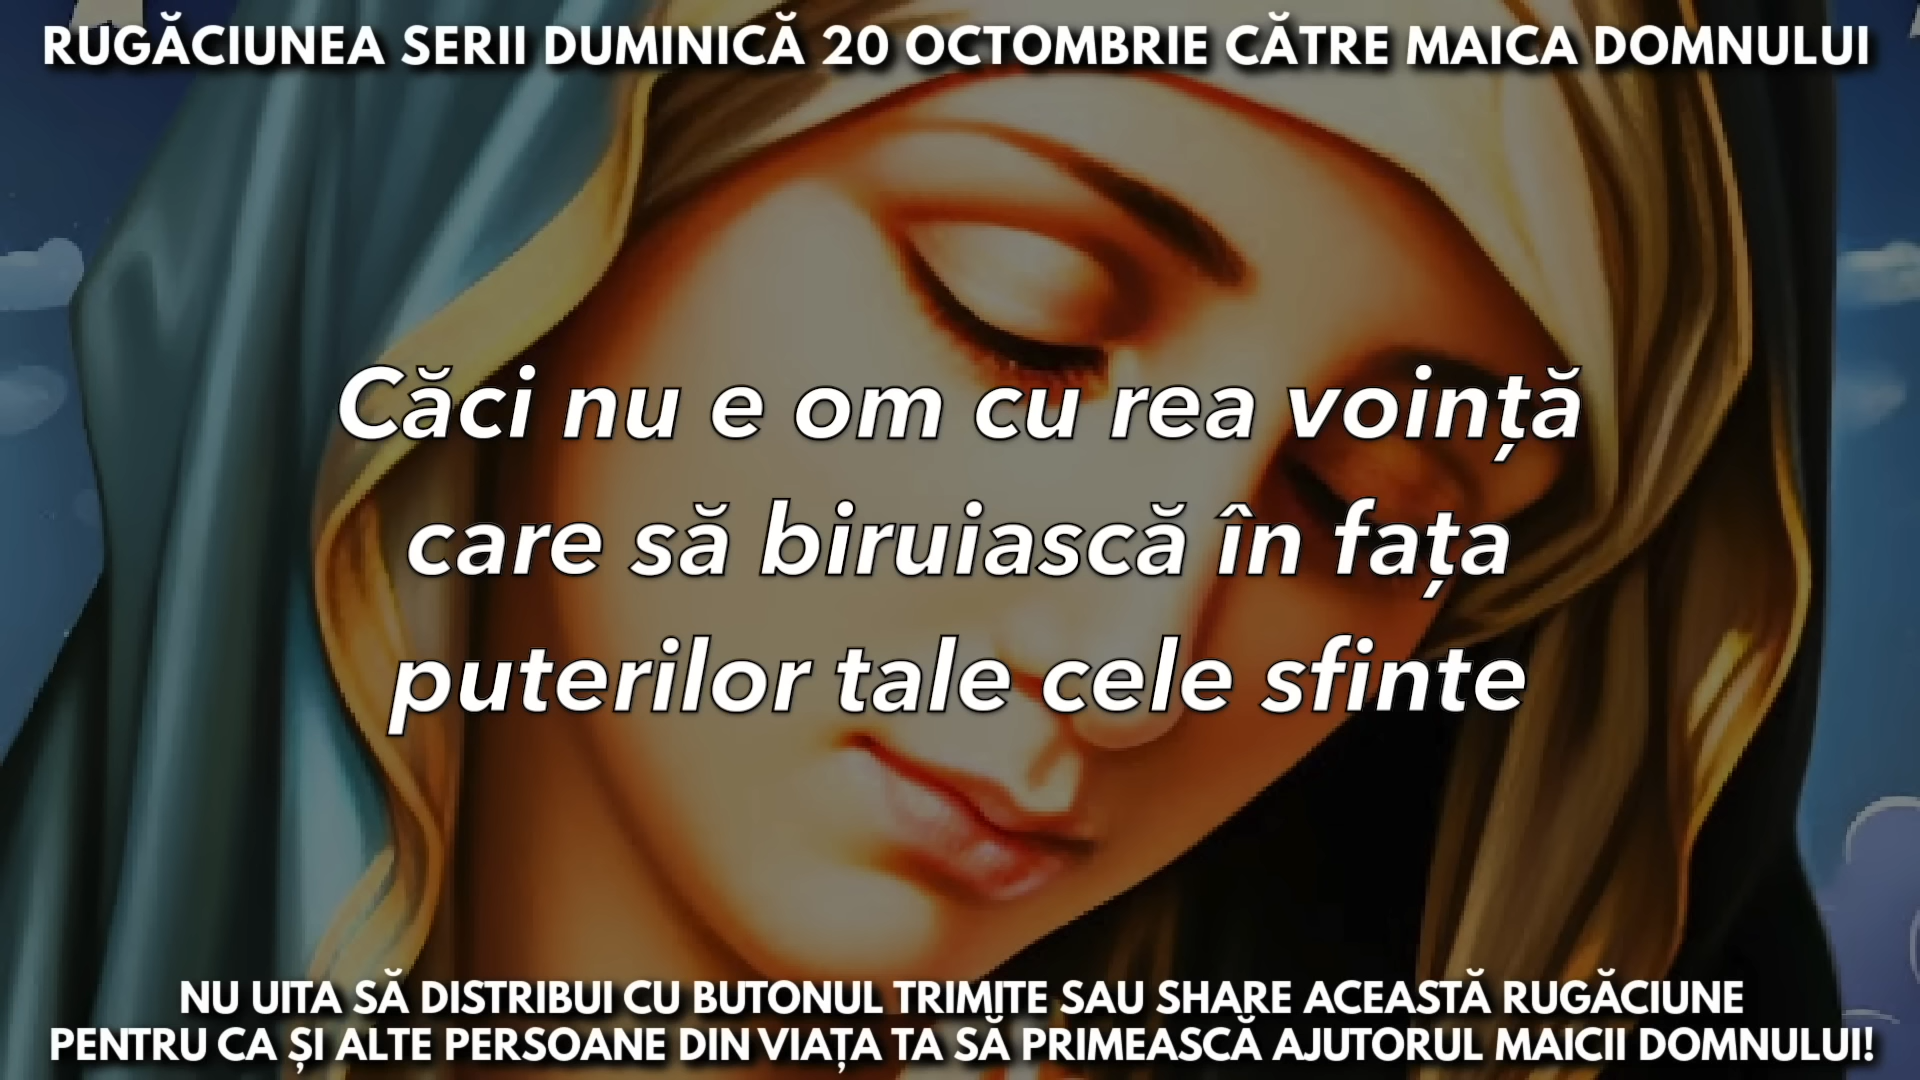 RUGĂCIUNEA SERII DUMINICĂ 20 OCTOMBRIE CĂTRE MAICA DOMNULUI
Căci nu e om cu rea voință
care să biruiască în fața
puterilor tale cele sfinte
NU UITA SĂ DISTRIBUI CU BUTONUL TRIMITE SAU SHARE ACEASTĂ RUGĂCIUNE
PENTRU CA ȘI ALTE PERSOANE DIN VIAȚA TA SĂ PRIMEASCĂ AJUTORUL MAICII DOMNULUI!